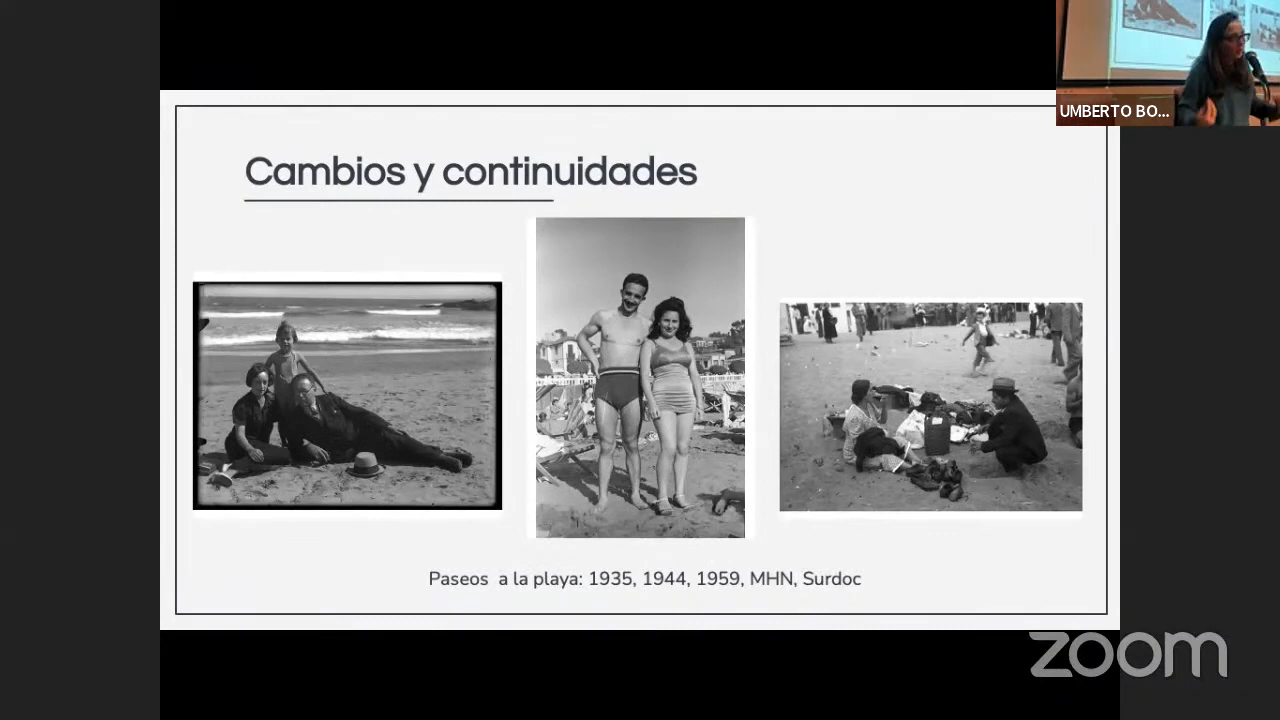 UMBERTO BO...
Cambios y continuidades
Paseos a la playa: 1935, 1944, 1959, MHN, Surdoc
zoom